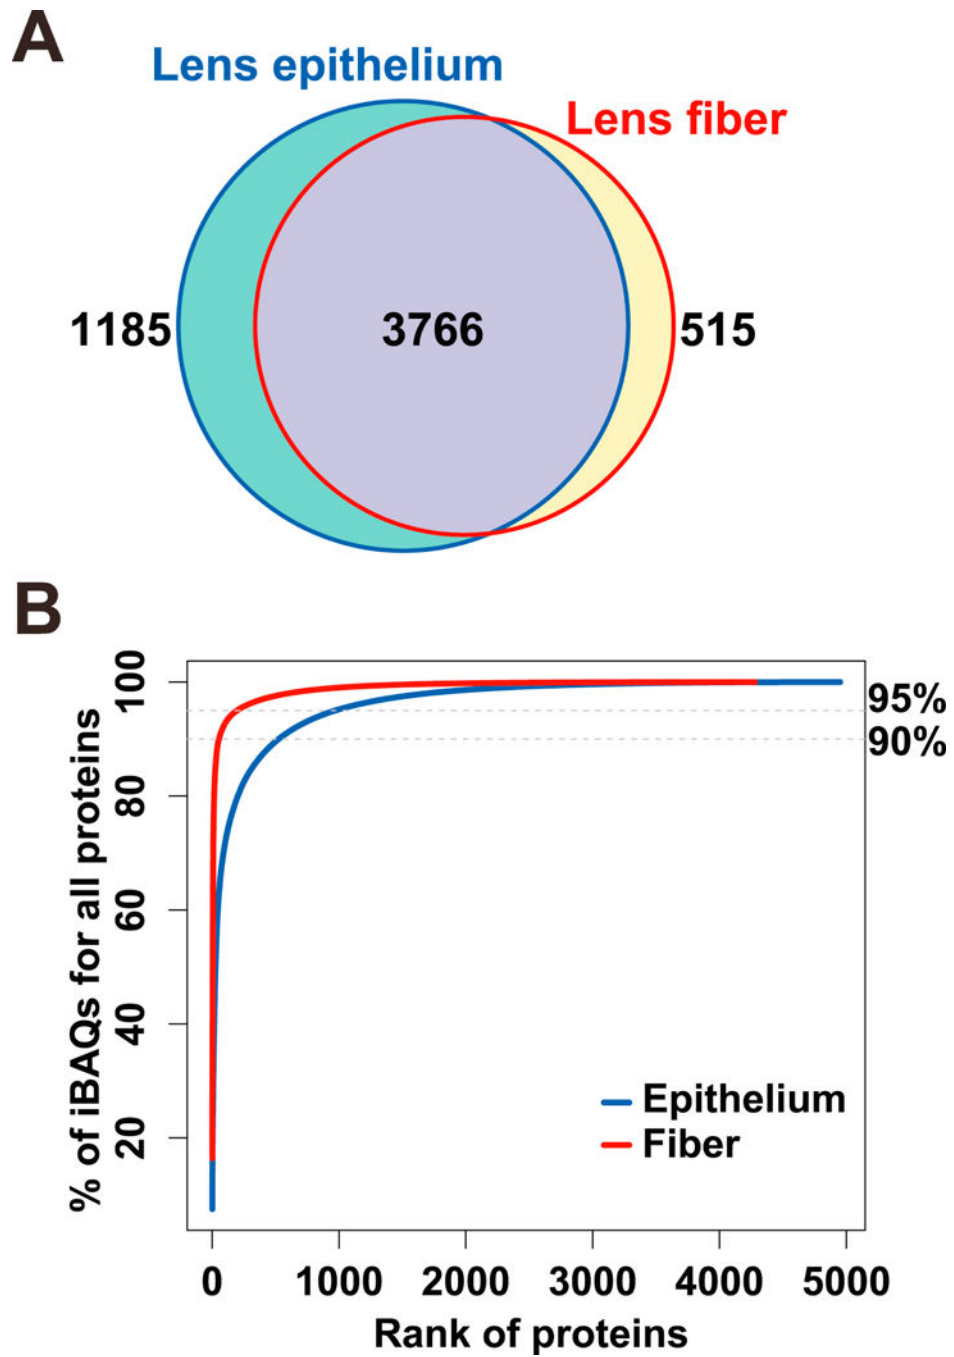 A
Lens epithelium
Lens fiber
1185
3766
515
B
% of iBAQs for all proteins
100
80
60
40
20
95%
90%
Epithelium
Fiber
0 1000 2000 3000 4000 5000
Rank of proteins